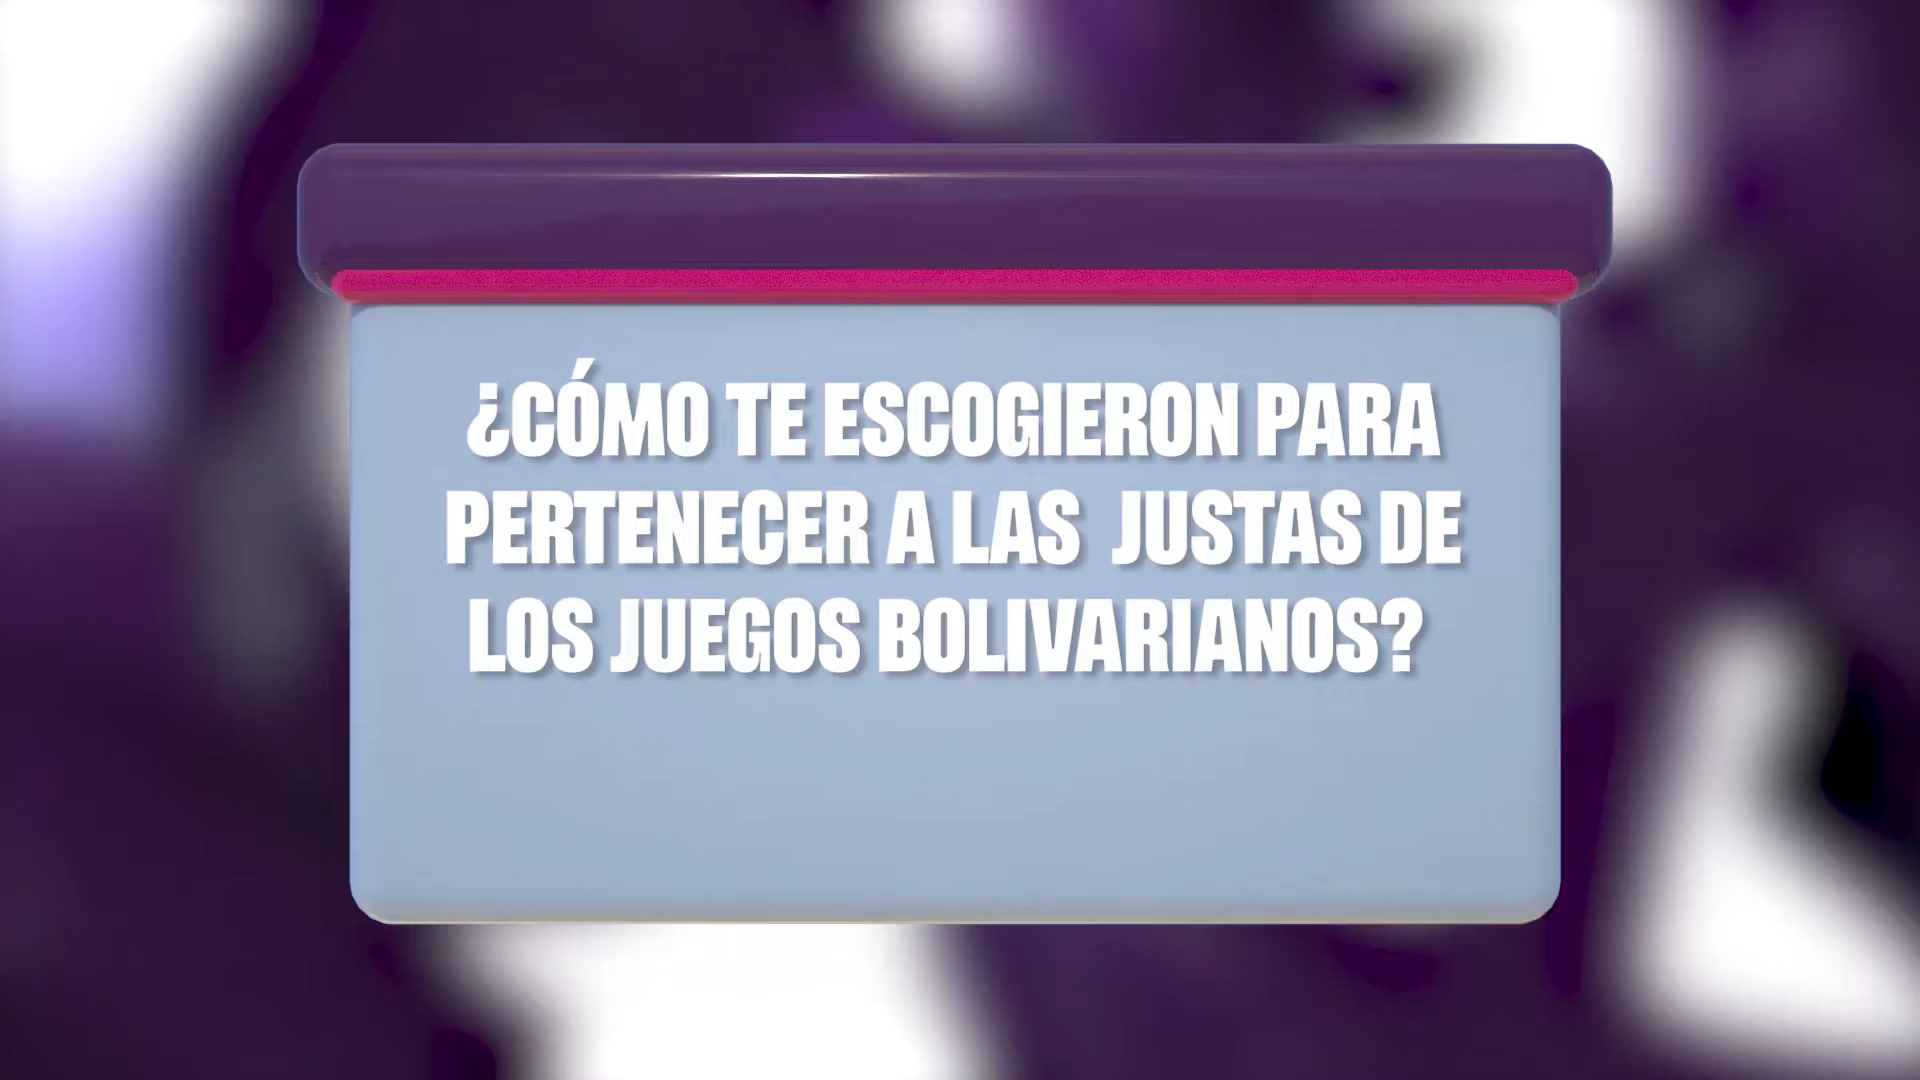 ¿CÓMO TE ESCOGIERON PARA
PERTENECER A LAS JUSTAS DE
LOS JUEGOS BOLIVARIANOS?